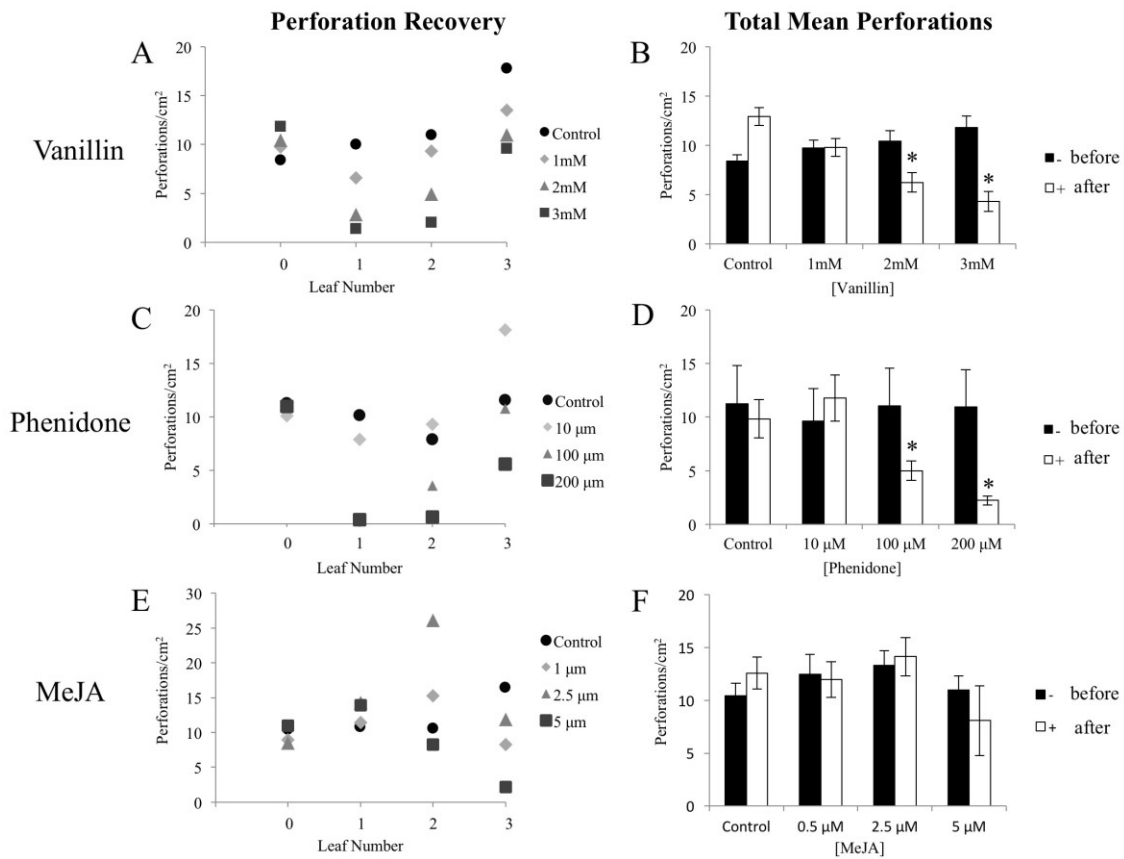 Perforation Recovery
Total Mean Perforations
Vanillin
A
Perforations/cm²
20
15
10
5
0
0 1 2 3
Leaf Number
Control
1mM
2mM
3mM
B
Perforations/cm²
20
15
10
5
0
* *
Control 1mM 2mM 3mM
[Vanillin]
- before
+ after
Phenidone
C
Perforations/cm²
20
15
10
5
0
0 1 2 3
Leaf Number
Control
10 µm
100 µm
200 µm
D
Perforations/cm²
20
15
10
5
0
* *
Control 10 µM 100 µM 200 µM
[Phenidone]
- before
+ after
MeJA
E
Perforations/cm²
30
25
20
15
10
5
0
0 1 2 3
Leaf Number
Control
1 µm
2.5 µm
5 µm
F
Perforations/cm²
20
15
10
5
0
Control 0.5 µM 2.5 µM 5 µM
[MeJA]
- before
+ after